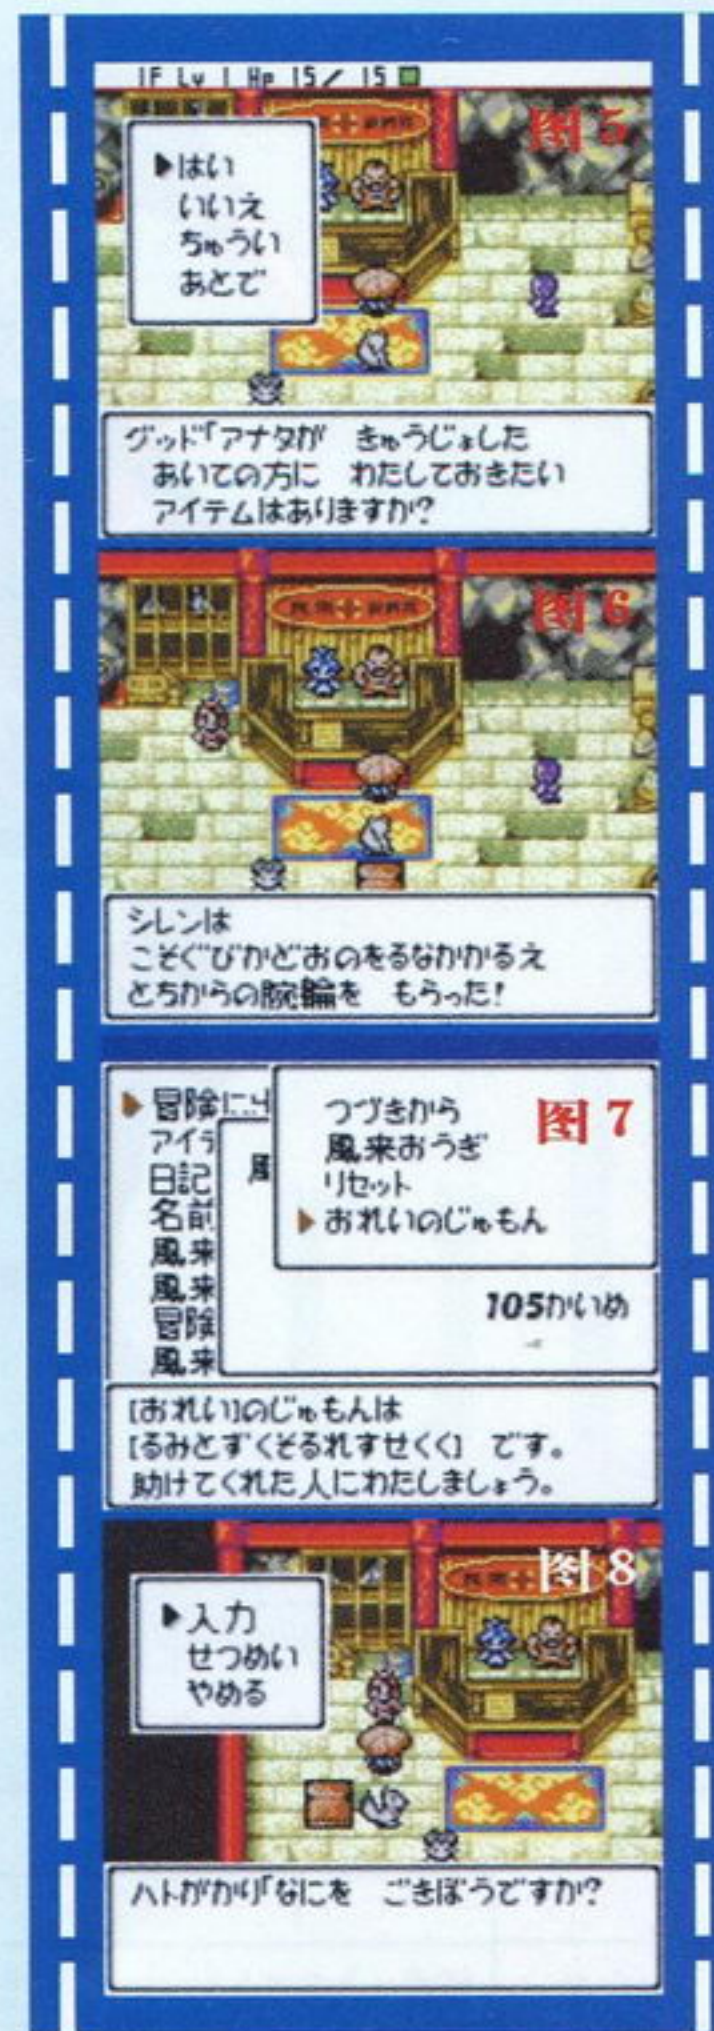 1F Lv 1 Hp 15/ 15
图 5
▶はい
いいえ
ちゅうい
あとで
グッド「アナタが きゅうじょした
あいての方に わたしておきたい
アイテムはありますか?
图 6
シレンは
こそぐびかどおのをるなかかるえ
とちからの腕輪を もらった!
图 7
▶冒険に
アイテ
日記
名前
風来
風来
冒険
風来
風
つづきから
風来おうぎ
リセット
▶おれいのじゅもん
105かいめ
[おれい]のじゅもんは
[るみとずくそるれすせくく] です。
助けてくれた人にわたしましょう。
图 8
▶入力
せつめい
やめる
ハトがかり「なにを ごきぼうですか?